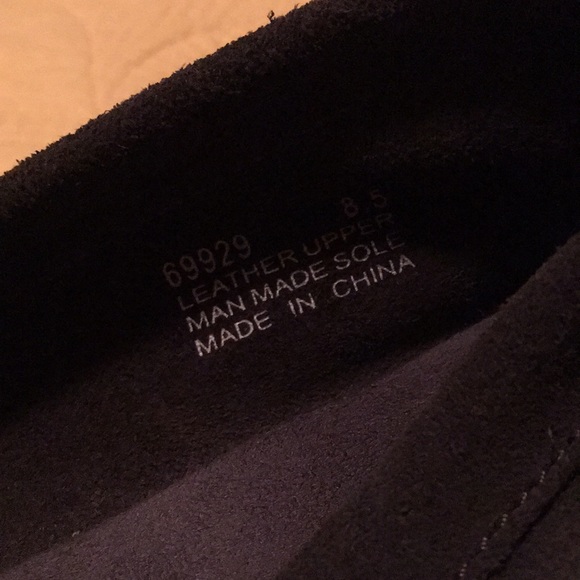 69929 8.5
LEATHER UPPER
MAN MADE SOLE
MADE IN CHINA